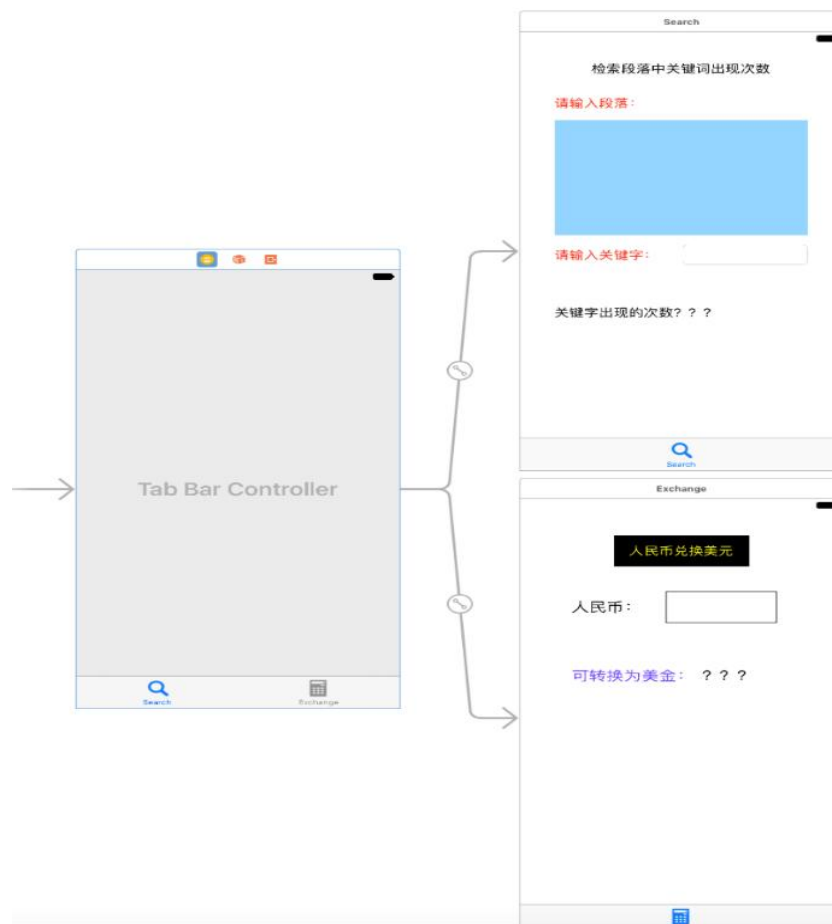 Search
检索段落中关键词出现次数
请输入段落：
请输入关键字：
关键字出现的次数？？？
Search
Tab Bar Controller
Search
Exchange
Exchange
人民币兑换美元
人民币：
可转换为美金：？？？